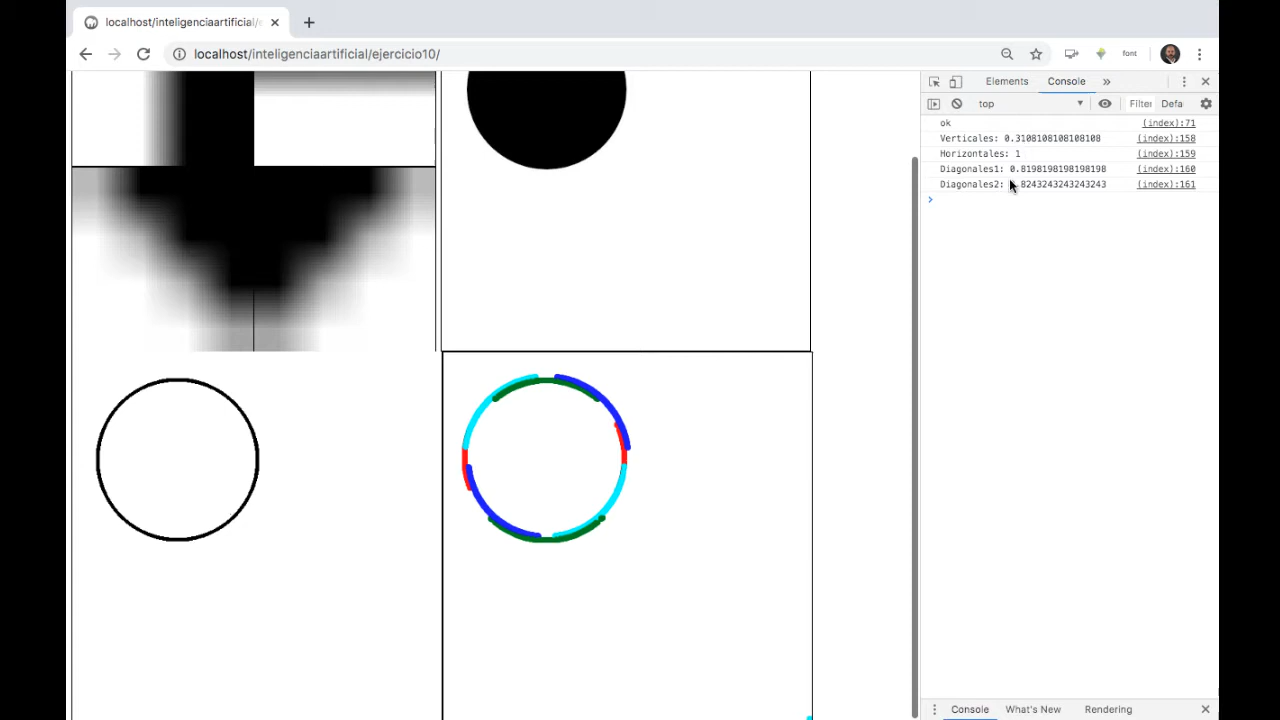 localhost/inteligenciaartificial/e
localhost/inteligenciaartificial/ejercicio10/
font
Elements Console »
top Filter Defa
ok (index):71
Verticales: 0.3108108108108108 (index):158
Horizontales: 1 (index):159
Diagonales1: 0.8198198198198198 (index):160
Diagonales2: .8243243243243243 (index):161
Console What's New Rendering